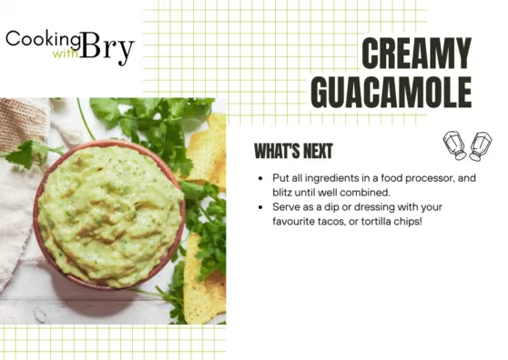 Cooking
with Bry
CREAMY
GUACAMOLE
WHAT'S NEXT
• Put all ingredients in a food processor, and
blitz until well combined.
• Serve as a dip or dressing with your
favourite tacos, or tortilla chips!